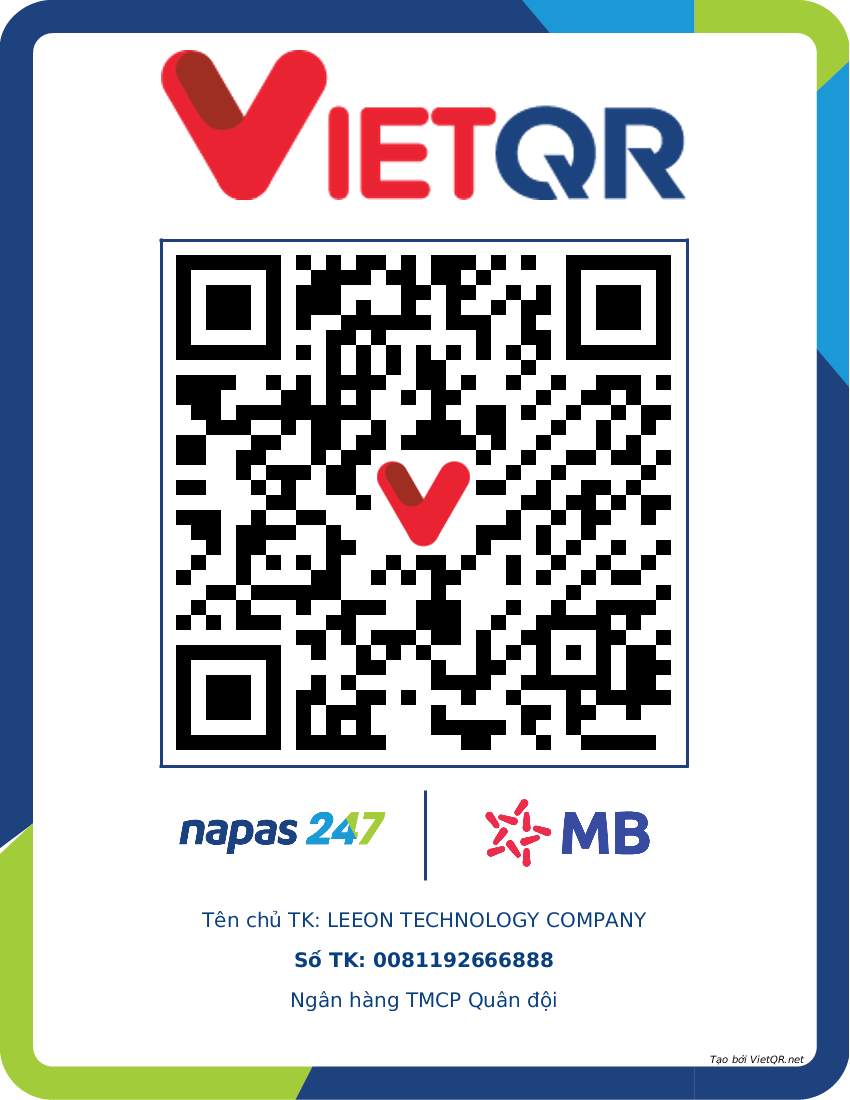 VIETQR
napas 247
MB
Tên chủ TK: LEEON TECHNOLOGY COMPANY
Số TK: 0081192666888
Ngân hàng TMCP Quân đội
Tạo bởi VietQR.net